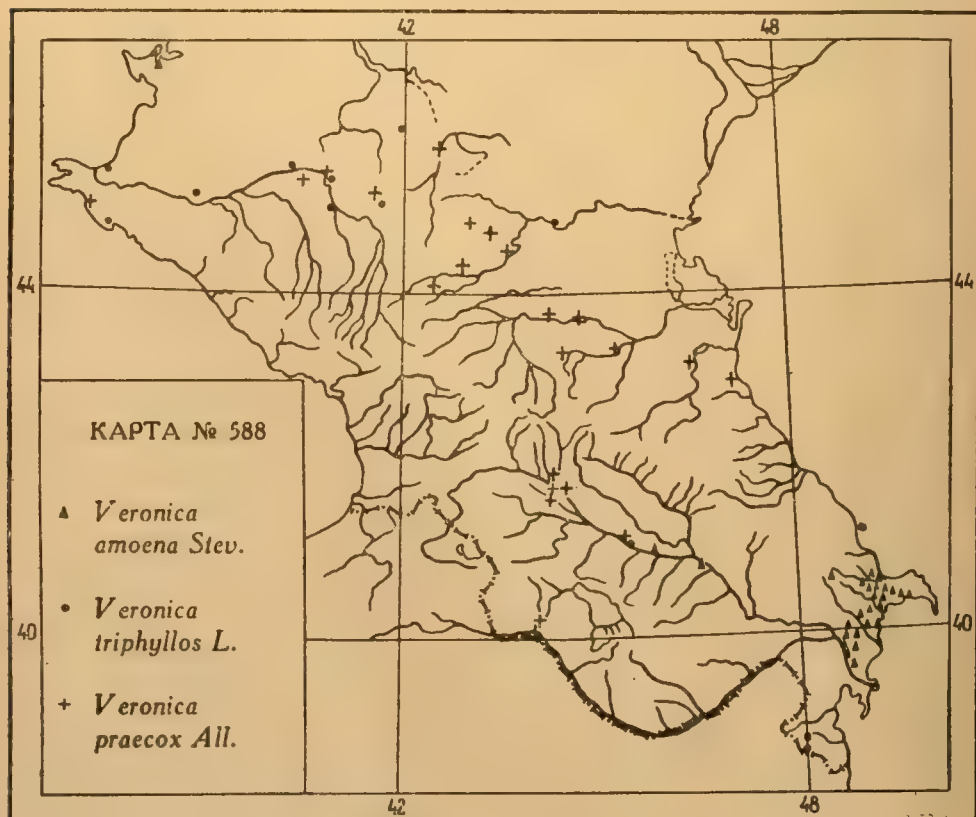 42 48
44 44
КАРТА № 588
Veronica
amoena Stev.
Veronica
triphyllos L.
Veronica
praecox All.
40 40
42 48